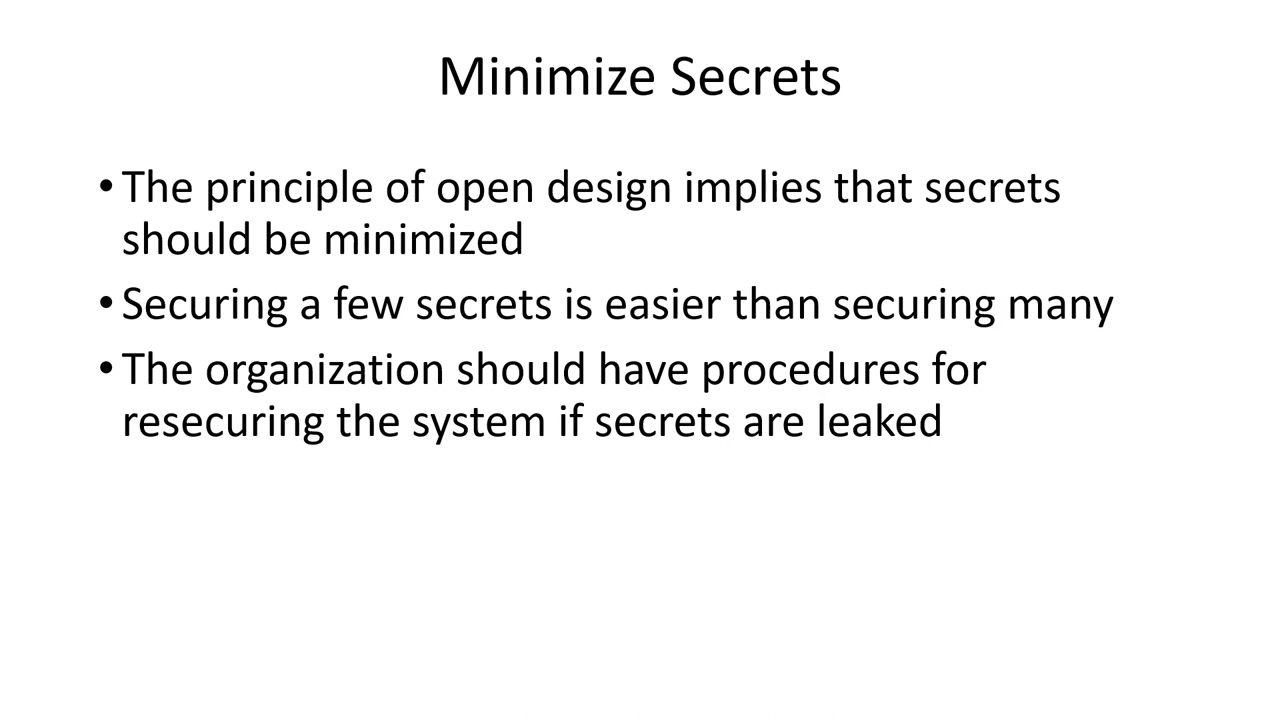 Minimize Secrets
•The principle of open design implies that secrets
should be minimized
•Securing a few secrets is easier than securing many
•The organization should have procedures for
resecuring the system if secrets are leaked